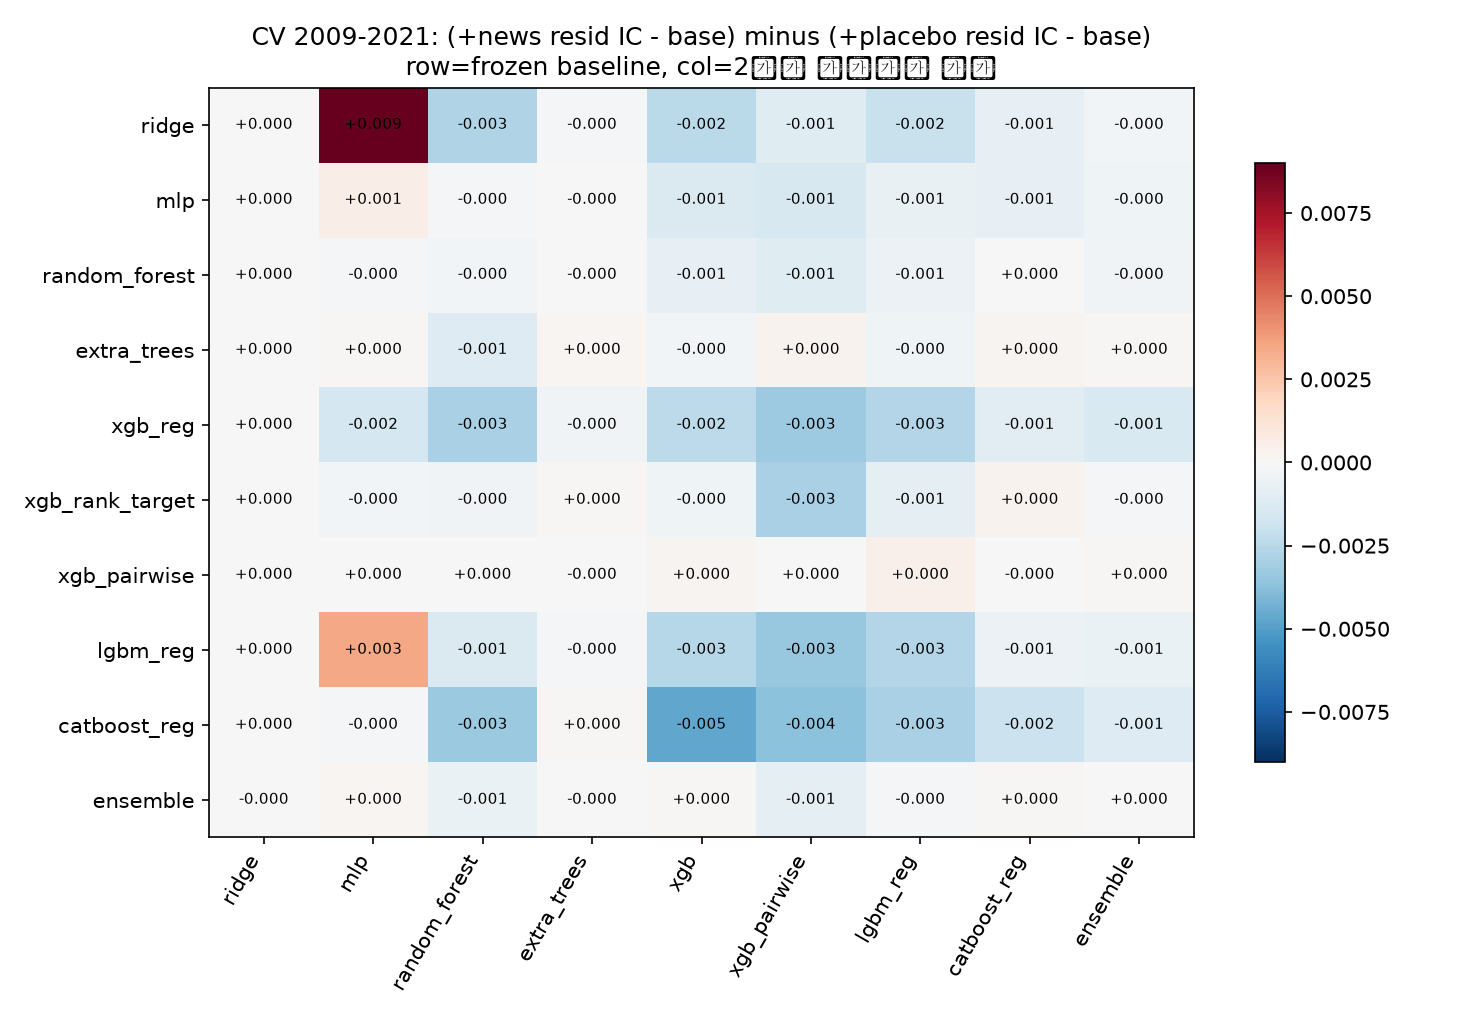 CV 2009-2021: (+news resid IC - base) minus (+placebo resid IC - base)
row=frozen baseline, col=2
ridge +0.000 +0.009 -0.003 -0.000 -0.002 -0.001 -0.002 -0.001 -0.000
mlp +0.000 +0.001 -0.000 -0.000 -0.001 -0.001 -0.001 -0.001 -0.000
random_forest +0.000 -0.000 -0.000 -0.000 -0.001 -0.001 -0.001 +0.000 -0.000
extra_trees +0.000 +0.000 -0.001 +0.000 -0.000 +0.000 -0.000 +0.000 +0.000
xgb_reg +0.000 -0.002 -0.003 -0.000 -0.002 -0.003 -0.003 -0.001 -0.001
xgb_rank_target +0.000 -0.000 -0.000 +0.000 -0.000 -0.003 -0.001 +0.000 -0.000
xgb_pairwise +0.000 +0.000 +0.000 -0.000 +0.000 +0.000 +0.000 -0.000 +0.000
lgbm_reg +0.000 +0.003 -0.001 -0.000 -0.003 -0.003 -0.003 -0.001 -0.001
catboost_reg +0.000 -0.000 -0.003 +0.000 -0.005 -0.004 -0.003 -0.002 -0.001
ensemble -0.000 +0.000 -0.001 -0.000 +0.000 -0.001 -0.000 +0.000 +0.000
ridge mlp random_forest extra_trees xgb xgb_pairwise lgbm_reg catboost_reg ensemble
0.0075
0.0050
0.0025
0.0000
−0.0025
−0.0050
−0.0075